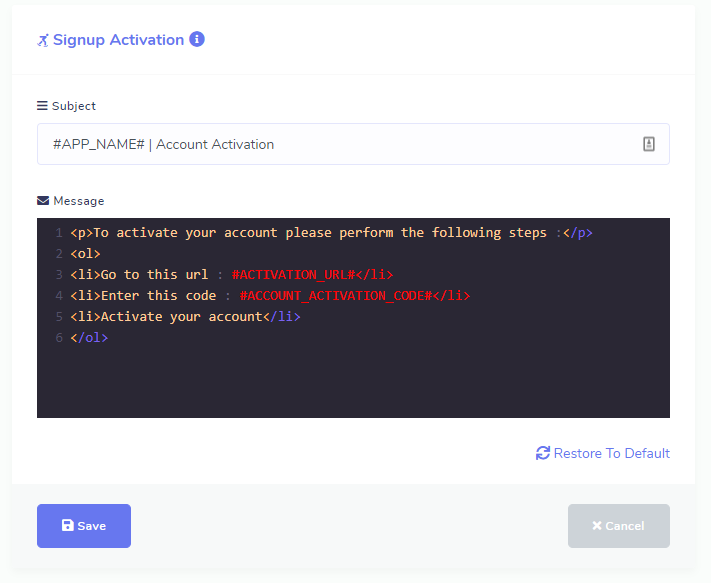 Signup Activation
Subject
#APP_NAME# | Account Activation
Message
1 <p>To activate your account please perform the following steps :</p>
2 <ol>
3 <li>Go to this url : #ACTIVATION_URL#</li>
4 <li>Enter this code : #ACCOUNT_ACTIVATION_CODE#</li>
5 <li>Activate your account</li>
6 </ol>
Restore To Default
Save
Cancel